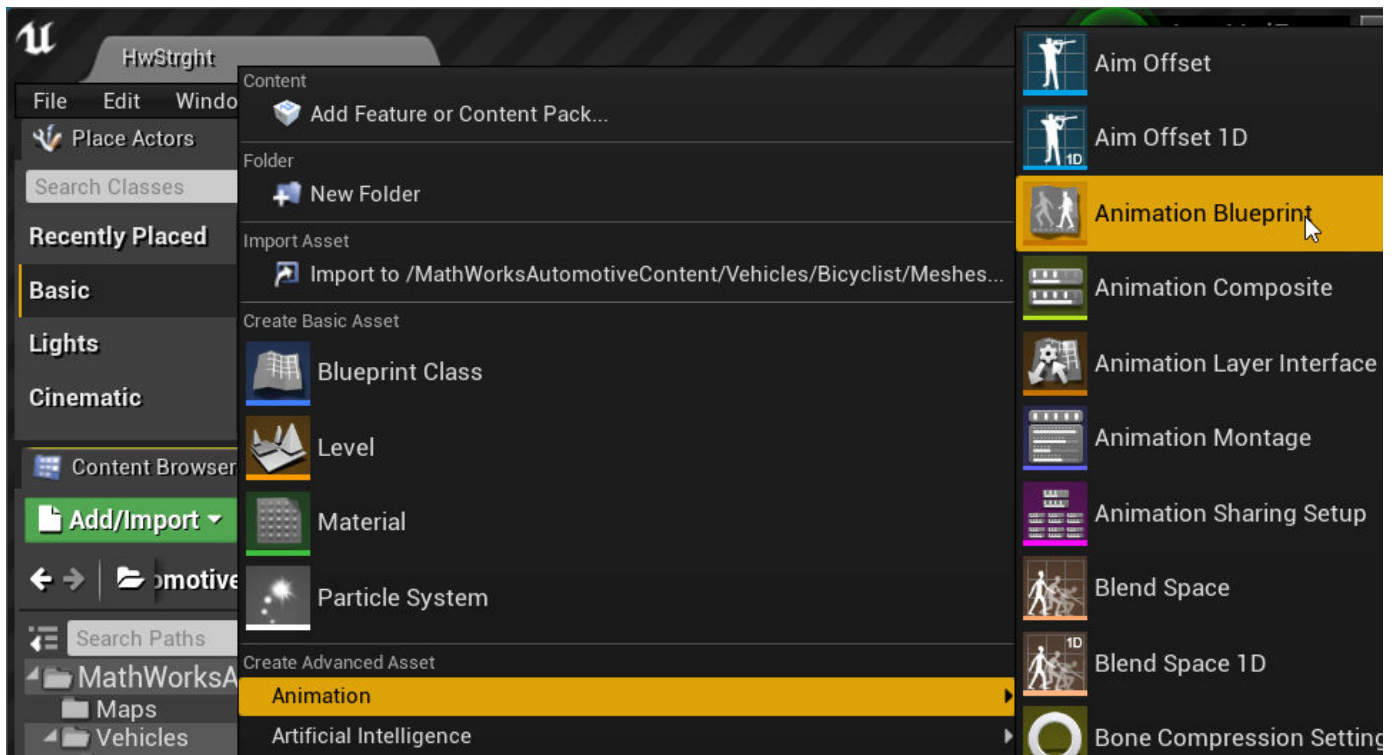 HwStrght
File Edit Windo
Place Actors
Search Classes
Recently Placed
Basic
Lights
Cinematic
Content Browser
Add/Import
omotive
Search Paths
MathWorksA
Maps
Vehicles
Content
Add Feature or Content Pack...
Folder
New Folder
Import Asset
Import to /MathWorksAutomotiveContent/Vehicles/Bicyclist/Meshes...
Create Basic Asset
Blueprint Class
Level
Material
Particle System
Create Advanced Asset
Animation
Artificial Intelligence
Aim Offset
1D
Aim Offset 1D
Animation Blueprint
Animation Composite
Animation Layer Interface
Animation Montage
Animation Sharing Setup
Blend Space
1D
Blend Space 1D
Bone Compression Setting